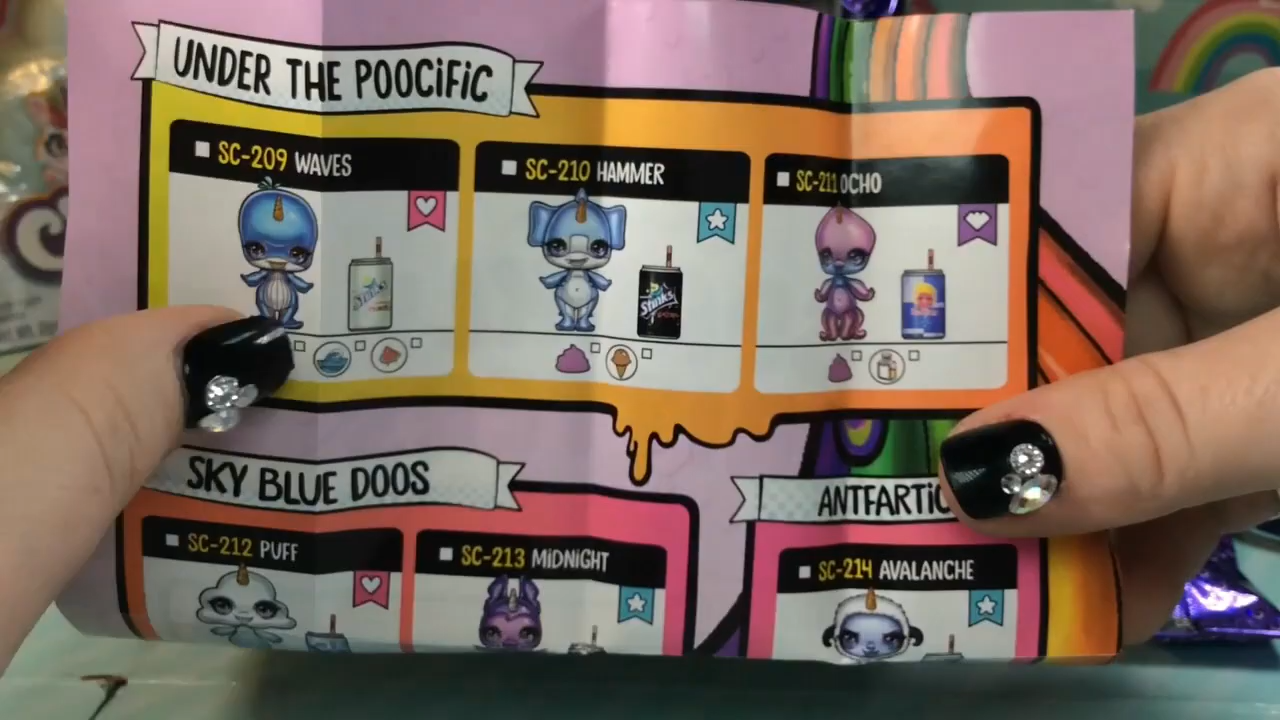 UNDER THE POOCiFiC
SC-209 WAVES
SC-210 HAMMER
SC-211 OCHO
Stinks
SKY BLUE DOOS
SC-212 PUFF
SC-213 MiDNiGHT
SC-214 AVALANCHE